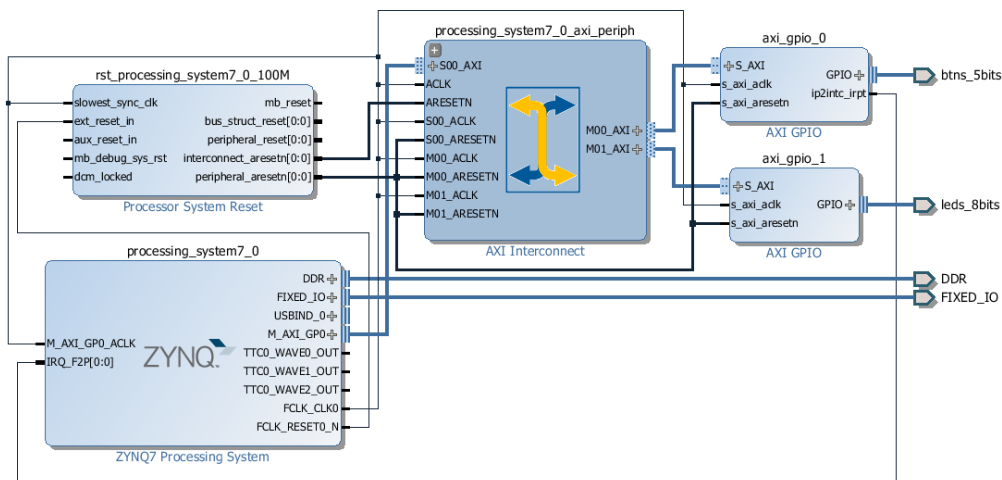 rst_processing_system7_0_100M
slowest_sync_clk
ext_reset_in
aux_reset_in
mb_debug_sys_rst
dcm_locked
mb_reset
bus_struct_reset[0:0]
peripheral_reset[0:0]
interconnect_aresetn[0:0]
peripheral_aresetn[0:0]
Processor System Reset
processing_system7_0_axi_periph
S00_AXI
ACLK
ARESETN
S00_ACLK
S00_ARESETN
M00_ACLK
M00_ARESETN
M01_ACLK
M01_ARESETN
M00_AXI
M01_AXI
AXI Interconnect
axi_gpio_0
S_AXI
s_axi_aclk
s_axi_aresetn
GPIO
ip2intc_irpt
AXI GPIO
axi_gpio_1
S_AXI
s_axi_aclk
s_axi_aresetn
GPIO
AXI GPIO
btns_5bits
leds_8bits
DDR
FIXED_IO
processing_system7_0
M_AXI_GP0_ACLK
IRQ_F2P[0:0]
ZYNQ
DDR
FIXED_IO
USBIND_0
M_AXI_GP0
TTC0_WAVE0_OUT
TTC0_WAVE1_OUT
TTC0_WAVE2_OUT
FCLK_CLK0
FCLK_RESET0_N
ZYNQ7 Processing System